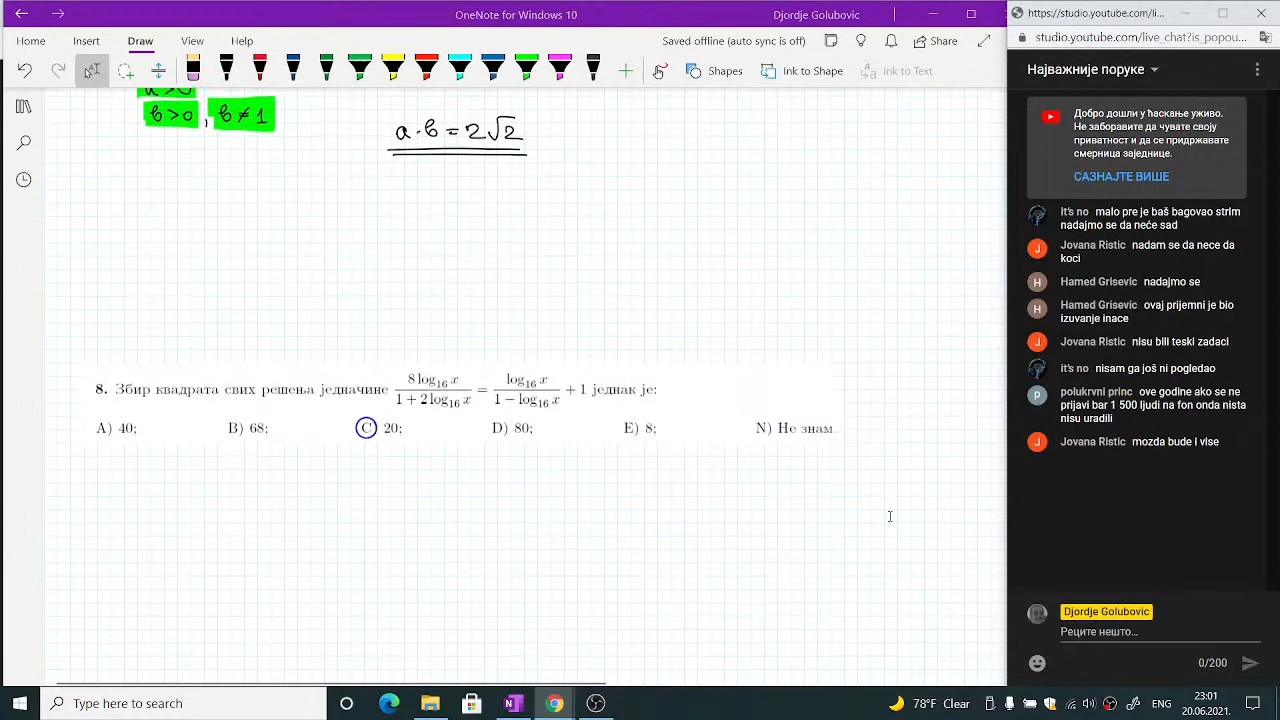 OneNote for Windows 10
Djordje Golubovic
https://studio.youtube.com/li...
Home Insert Draw View Help
Saved offline (auto sync is off)
Share
studio.youtube.com/live_chat?is_popou...
Shapes
Ink to Shape
Ink to Text
Најважније поруке
a > 0
b > 0 , b ≠ 1
a · b = 2√2
8. Збир квадрата свих решења једначине 8 log₁₆ x / (1 + 2 log₁₆ x) = log₁₆ x / (1 − log₁₆ x) + 1 једнак је:
A) 40; B) 68; C) 20; D) 80; E) 8; N) Не знам.
Добро дошли у ћаскање уживо.
Не заборавите да чувате своју
приватност и да се придржавате
смерница заједнице.
САЗНАЈТЕ ВИШЕ
it's no malo pre je baš bagovao strim
nadajmo se da neće sad
Jovana Ristic nadam se da nece da
koci
Hamed Grisevic nadajmo se
Hamed Grisevic ovaj prijemni je bio
izuvanje inace
Jovana Ristic nisu bili teski zadaci
it's no nisam ga još ni pogledao
polukrvni princ ove godine ako se ne
prijavi bar 1 500 ljudi na fon onda nista
nisu uradili
Jovana Ristic mozda bude i vise
Djordje Golubovic
Реците нешто...
0/200
Type here to search
78°F Clear
23:01
20.06.2021.